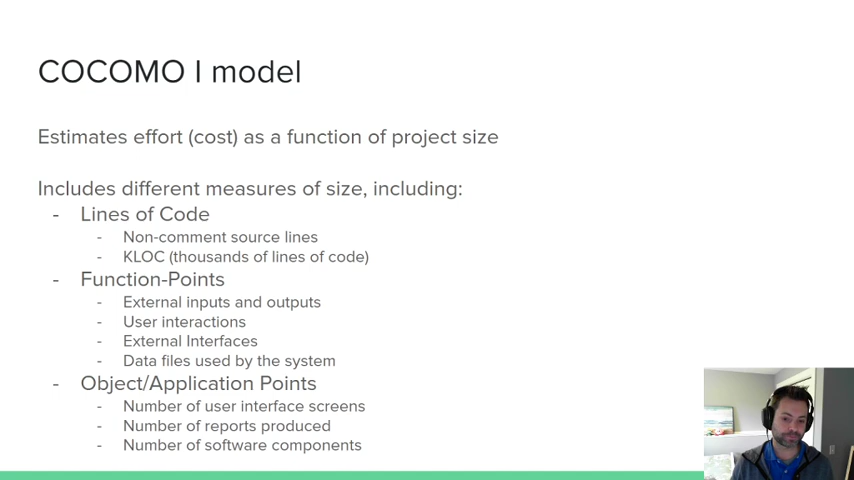 COCOMO I model
Estimates effort (cost) as a function of project size
Includes different measures of size, including:
- Lines of Code
- Non-comment source lines
- KLOC (thousands of lines of code)
- Function-Points
- External inputs and outputs
- User interactions
- External Interfaces
- Data files used by the system
- Object/Application Points
- Number of user interface screens
- Number of reports produced
- Number of software components